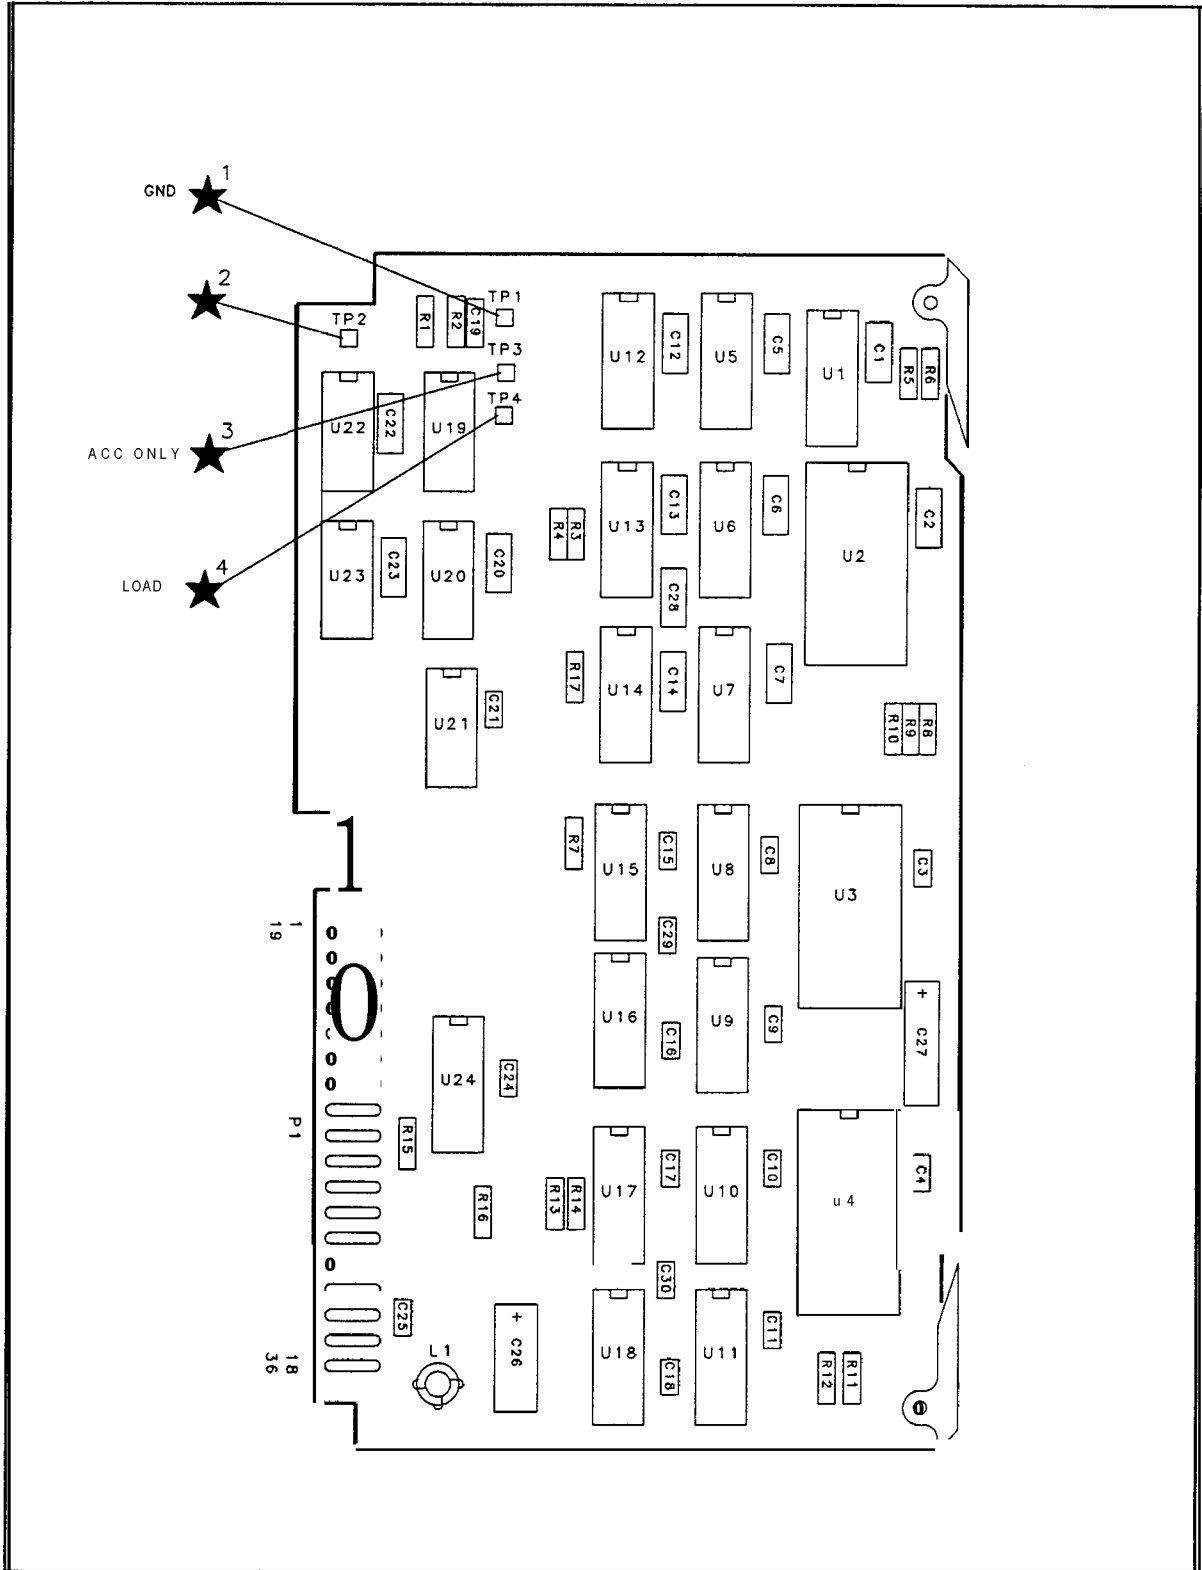 1
GND
2
TP1
TP2
R1
R2
C19
TP3
TP4
U12
C12
U5
C5
U1
C1
R5
R6
3
ACC ONLY
U22
C22
U19
4
LOAD
U23
C23
U20
C20
R4
R3
U13
C13
U6
C6
U2
C2
C28
R17
U14
C14
U7
C7
U21
C21
R10
R9
R8
1
R7
U15
C15
U8
C8
U3
C3
C29
1
19
0
U16
C16
U9
C9
+
C27
U24
C24
P1
R15
R16
R13
R14
U17
C17
U10
C10
u4
C4
C30
C25
L1
+
C26
U18
C18
U11
C11
R12
R11
18
36